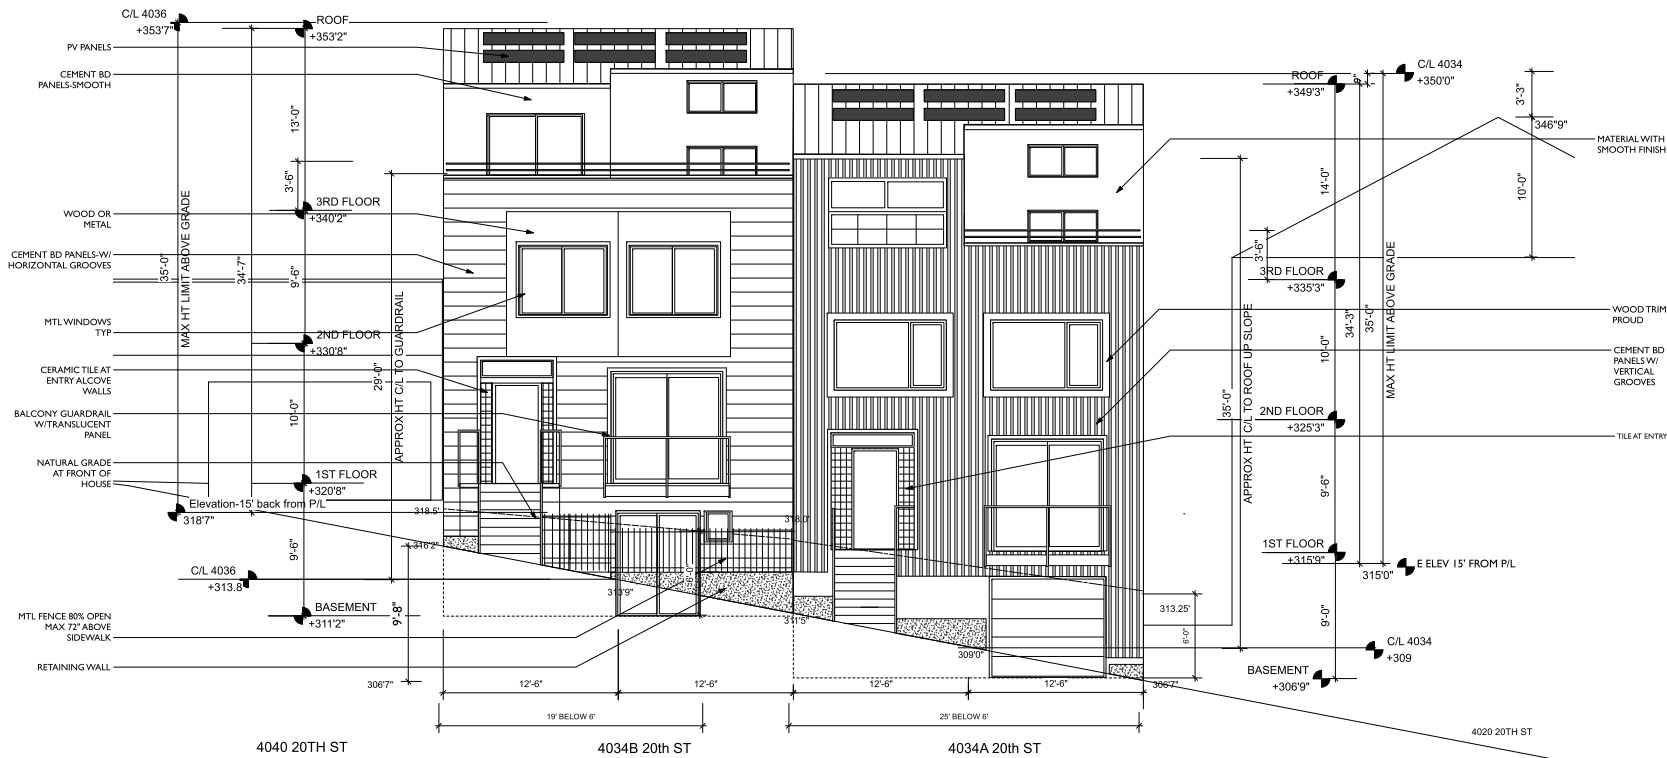 C/L 4036
+353'7"
ROOF
+353'2"
PV PANELS
CEMENT BD
PANELS-SMOOTH
13'-0"
3'-6"
3RD FLOOR
+340'2"
WOOD OR
METAL
CEMENT BD PANELS-W/
HORIZONTAL GROOVES
35'-0"
MAX HT LIMIT ABOVE GRADE
34'-7"
9'-6"
MTL WINDOWS
TYP
2ND FLOOR
+330'8"
CERAMIC TILE AT
ENTRY ALCOVE
WALLS
29'-0"
APPROX HT C/L TO GUARDRAIL
10'-0"
BALCONY GUARDRAIL
W/TRANSLUCENT
PANEL
NATURAL GRADE
AT FRONT OF
HOUSE
1ST FLOOR
+320'8"
Elevation-15' back from P/L
318'7"
9'-6"
C/L 4036
+313.8'
BASEMENT
+311'2"
9'-8"
MTL FENCE 80% OPEN
MAX 72" ABOVE
SIDEWALK
RETAINING WALL
318.5'
316'2"
318.0'
6'-0"
313'9"
311'5"
309'0"
306'7"
12'-6"
12'-6"
12'-6"
12'-6"
306'7"
19' BELOW 6'
25' BELOW 6'
4040 20TH ST
4034B 20th ST
4034A 20th ST
4020 20TH ST
C/L 4034
+350'0"
ROOF
+349'3"
9"
3'-3"
346"9"
MATERIAL WITH
SMOOTH FINISH
14'-0"
10'-0"
3'-6"
3RD FLOOR
+335'3"
MAX HT LIMIT ABOVE GRADE
35'-0"
34'-3"
WOOD TRIM
PROUD
10'-0"
CEMENT BD
PANELS W/
VERTICAL
GROOVES
35'-0"
APPROX HT C/L TO ROOF UP SLOPE
2ND FLOOR
+325'3"
TILE AT ENTRY
9'-6"
1ST FLOOR
+315'9"
E ELEV 15' FROM P/L
315'0"
313.25'
6'-0"
9'-0"
C/L 4034
+309
BASEMENT
+306'9"